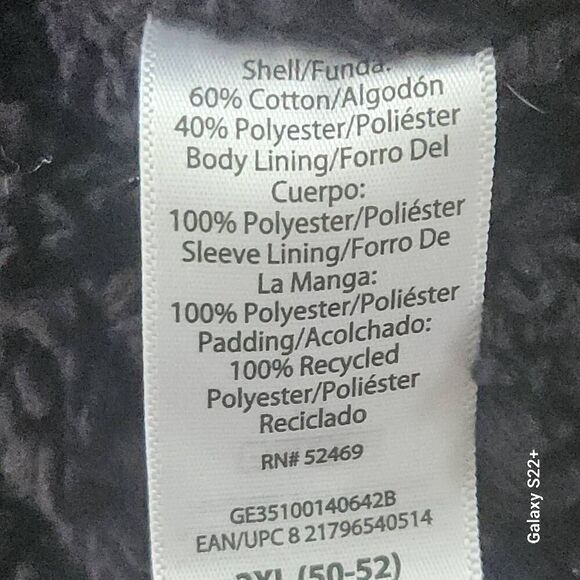 Shell/Funda:
60% Cotton/Algodón
40% Polyester/Poliéster
Body Lining/Forro Del
Cuerpo:
100% Polyester/Poliéster
Sleeve Lining/Forro De
La Manga:
100% Polyester/Poliéster
Padding/Acolchado:
100% Recycled
Polyester/Poliéster
Reciclado
RN# 52469
GE35100140642B
EAN/UPC 8 21796540514
(50-52)
Galaxy S22+